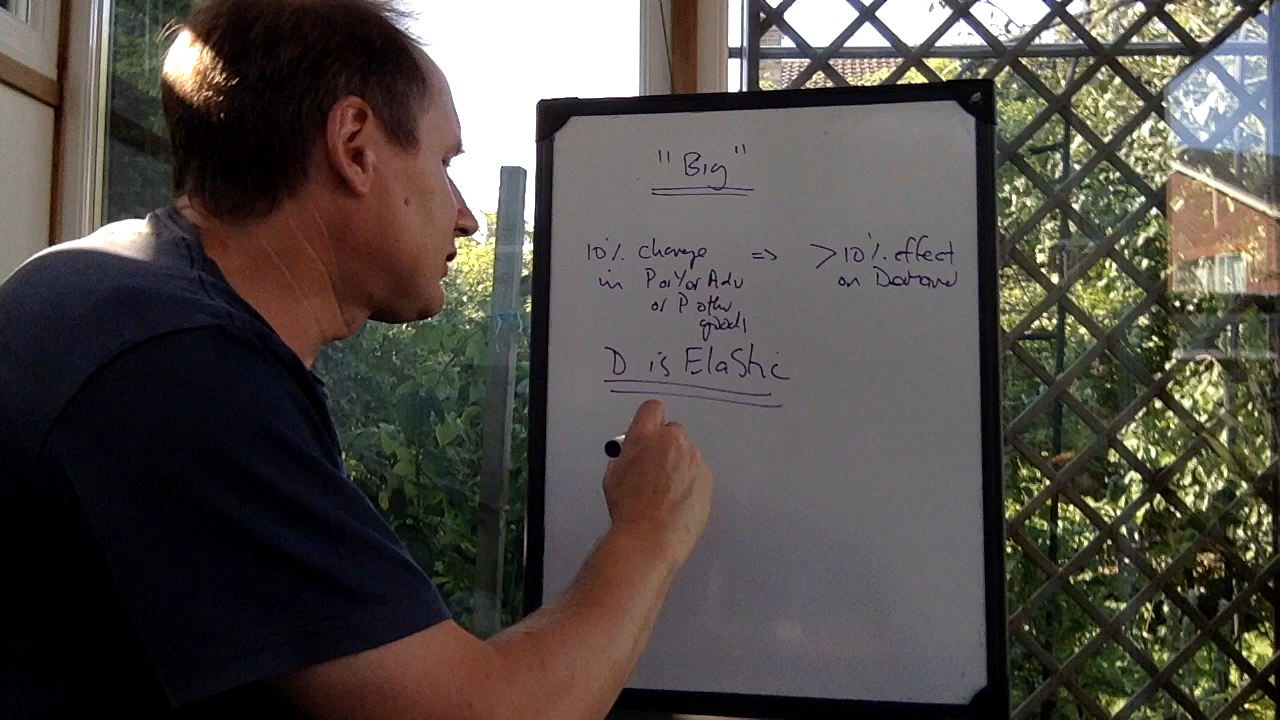 "Big"
10% change => >10% effect
in P or Y or Adv on Demand
or P other
goods
D is Elastic